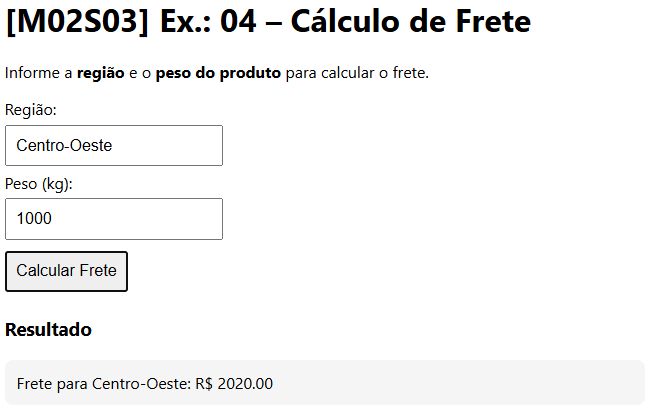 [M02S03] Ex.: 04 – Cálculo de Frete
Informe a região e o peso do produto para calcular o frete.
Região:
Centro-Oeste
Peso (kg):
1000
Calcular Frete
Resultado
Frete para Centro-Oeste: R$ 2020.00